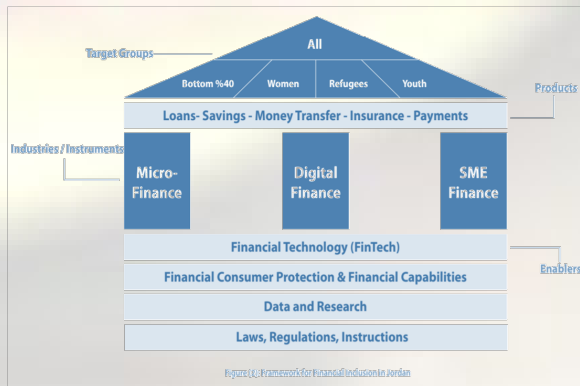 All
Target Groups
Bottom %40
Women
Refugees
Youth
Products
Loans- Savings - Money Transfer - Insurance - Payments
Industries / Instruments
Micro-
Finance
Digital
Finance
SME
Finance
Financial Technology (FinTech)
Enablers
Financial Consumer Protection & Financial Capabilities
Data and Research
Laws, Regulations, Instructions
Framework for Financial Inclusion in Jordan